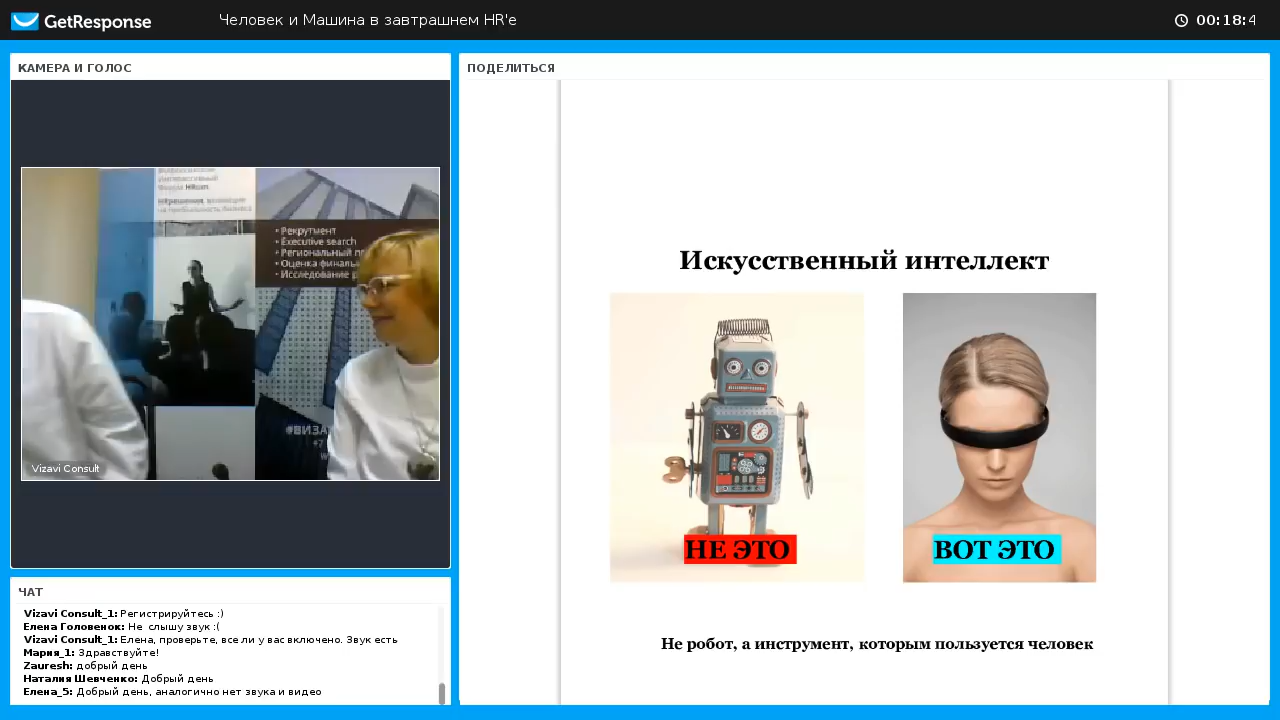 GetResponse
Человек и Машина в завтрашнем HR'е
00:18:4
КАМЕРА И ГОЛОС
• Рекрутмент
• Executive search
• Региональный
• Оценка
• Исследование
Vizavi Consult
ЧАТ
Vizavi Consult_1: Регистрируйтесь :)
Елена Головенок: Не слышу звук :(
Vizavi Consult_1: Елена, проверьте, все ли у вас включено. Звук есть
Мария_1: Здравствуйте!
Zauresh: добрый день
Наталия Шевченко: Добрый день
Елена_5: Добрый день, аналогично нет звука и видео
ПОДЕЛИТЬСЯ
Искусственный интеллект
НЕ ЭТО
ВОТ ЭТО
Не робот, а инструмент, которым пользуется человек